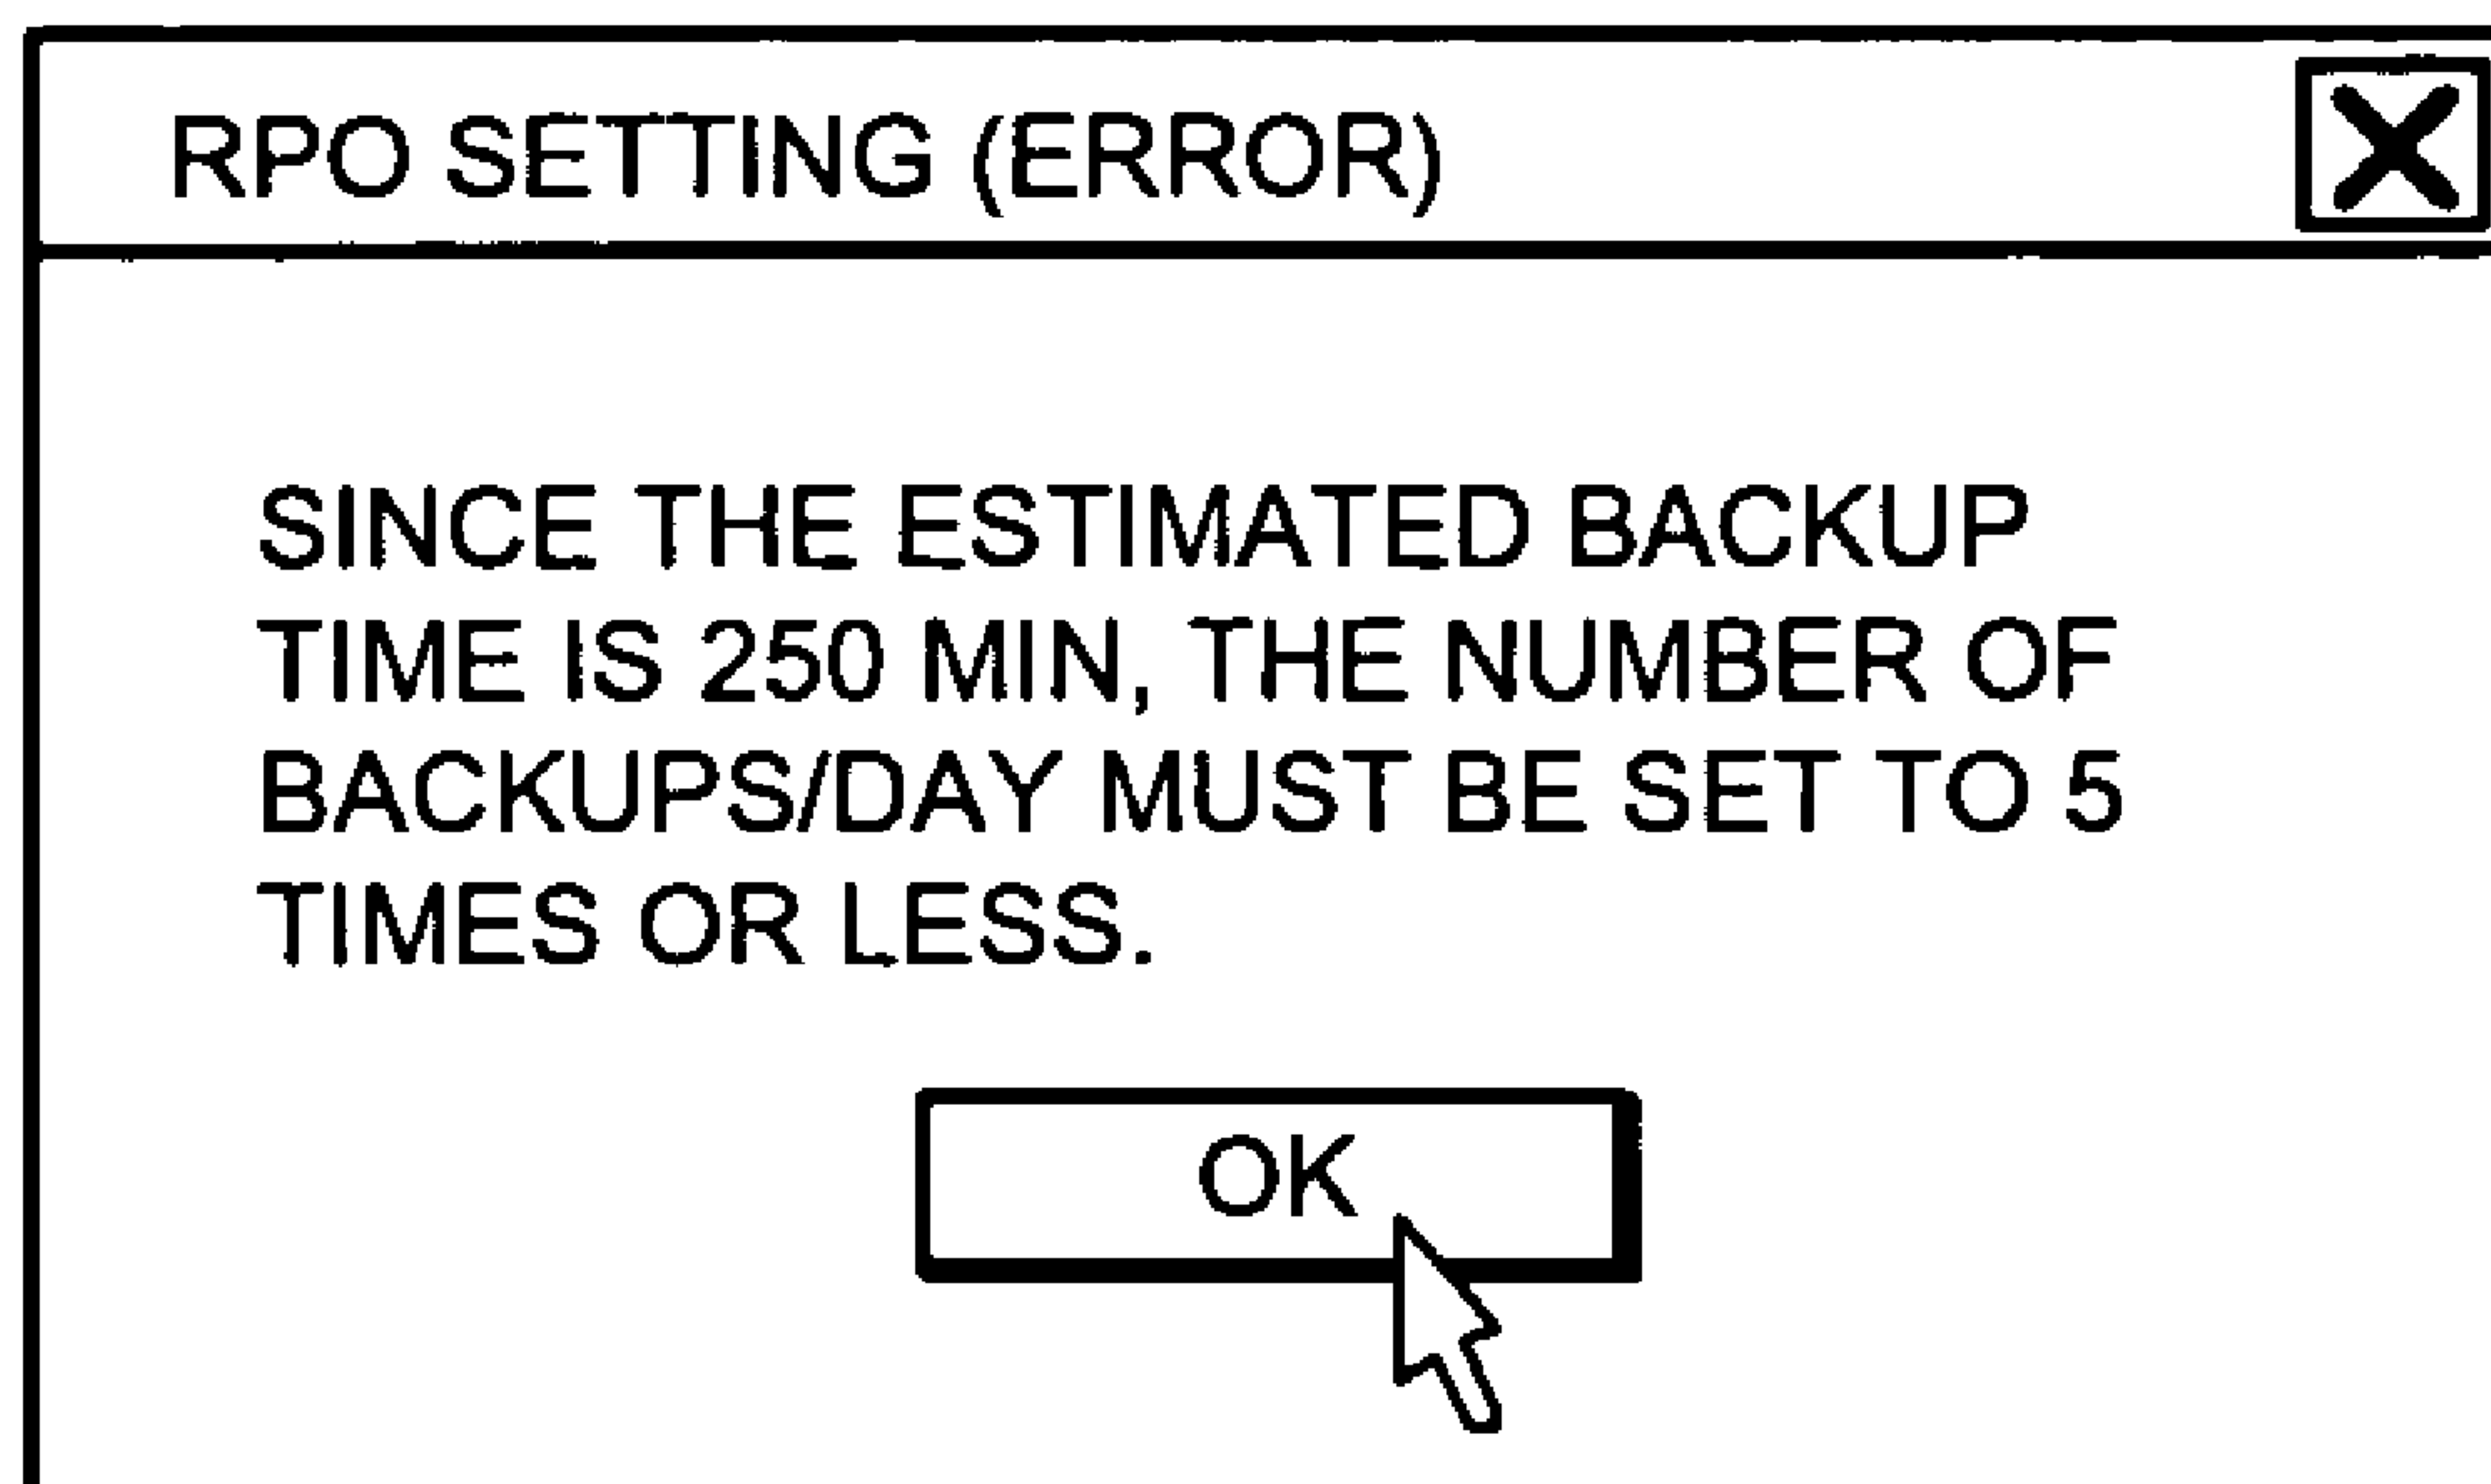 RPO SETTING (ERROR)
SINCE THE ESTIMATED BACKUP
TIME IS 250 MIN, THE NUMBER OF
BACKUPS/DAY MUST BE SET TO 5
TIMES OR LESS.
OK